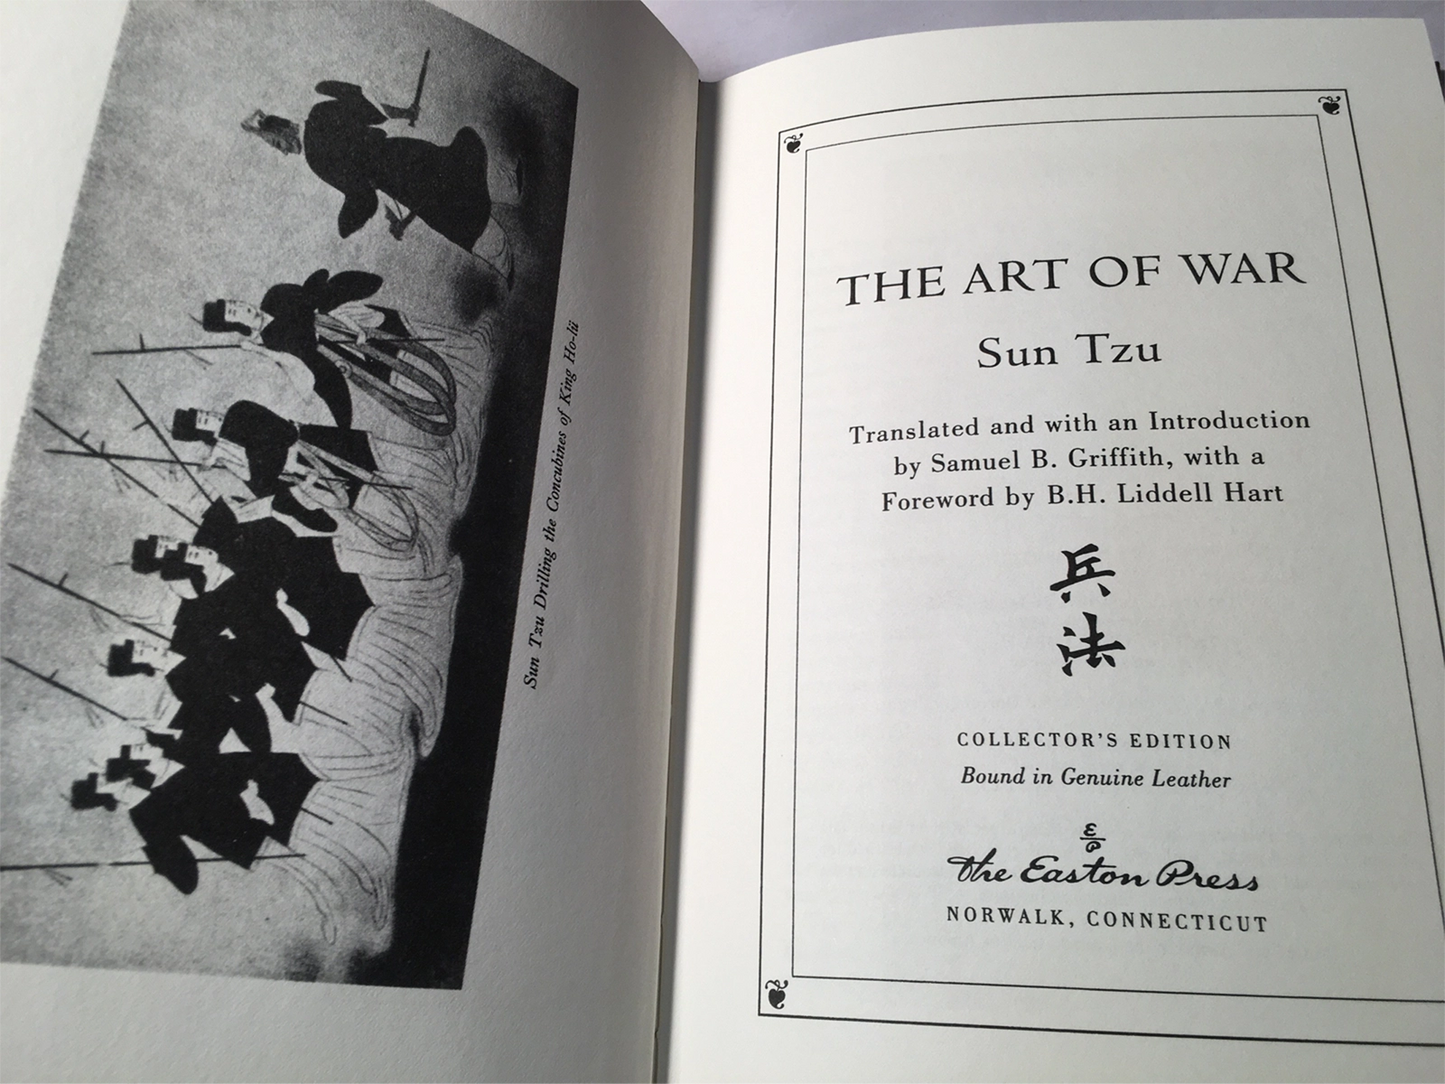 Sun Tzu Drilling the Concubines of King Ho-lü
THE ART OF WAR
Sun Tzu
Translated and with an Introduction
by Samuel B. Griffith, with a
Foreword by B.H. Liddell Hart
兵
法
COLLECTOR'S EDITION
Bound in Genuine Leather
E
P
The Easton Press
NORWALK, CONNECTICUT